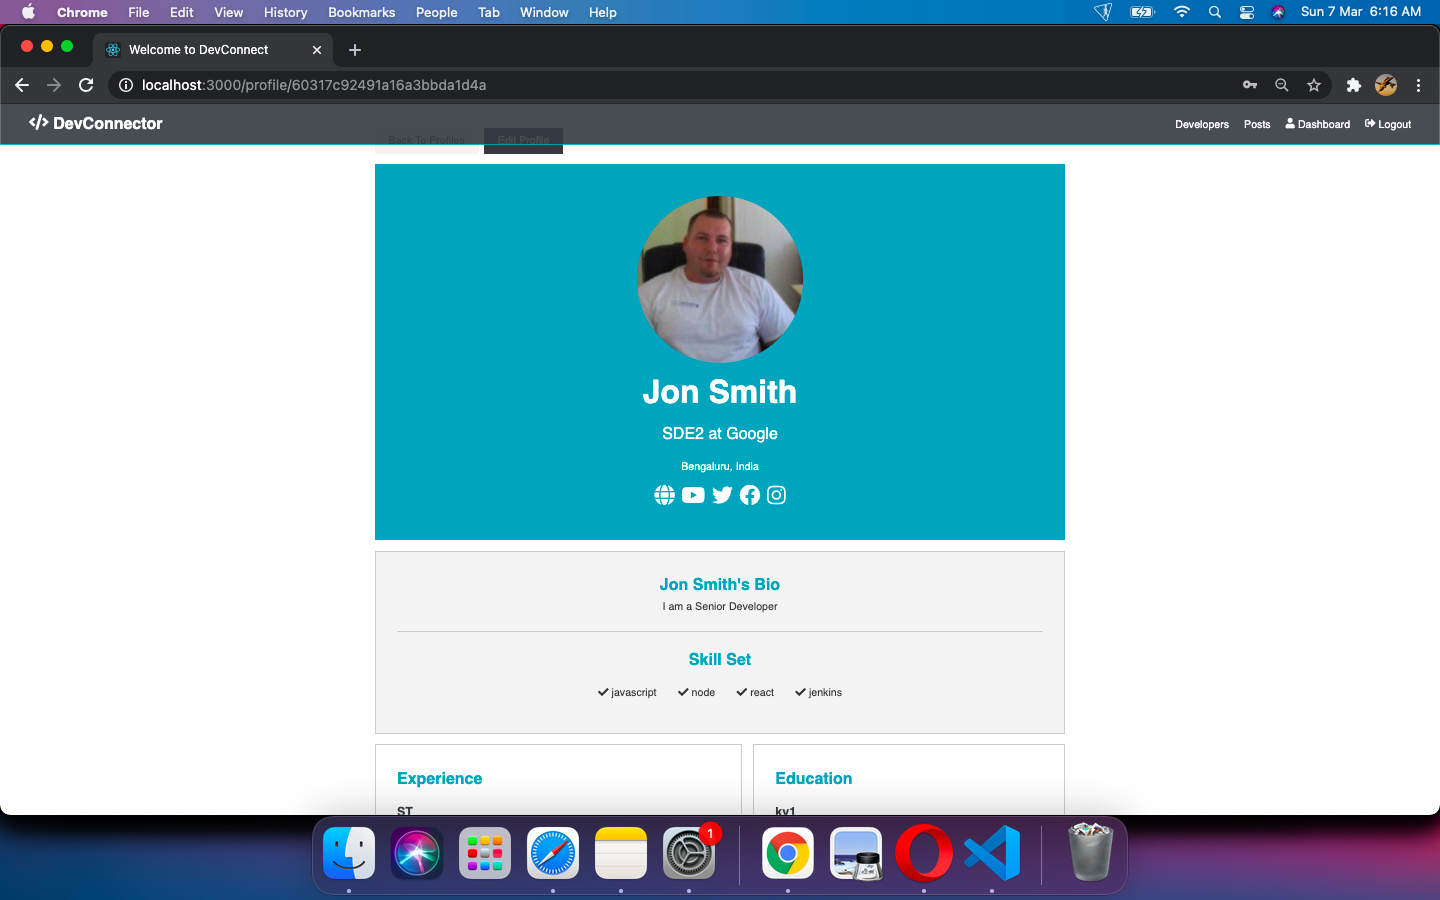 Chrome File Edit View History Bookmarks People Tab Window Help Sun 7 Mar 6:16 AM
Welcome to DevConnect
localhost:3000/profile/60317c92491a16a3bbda1d4a
</> DevConnector Developers Posts Dashboard Logout
Back To Profiles Edit Profile
Jon Smith
SDE2 at Google
Bengaluru, India
Jon Smith's Bio
I am a Senior Developer
Skill Set
javascript node react jenkins
Experience Education
ST kv1
1